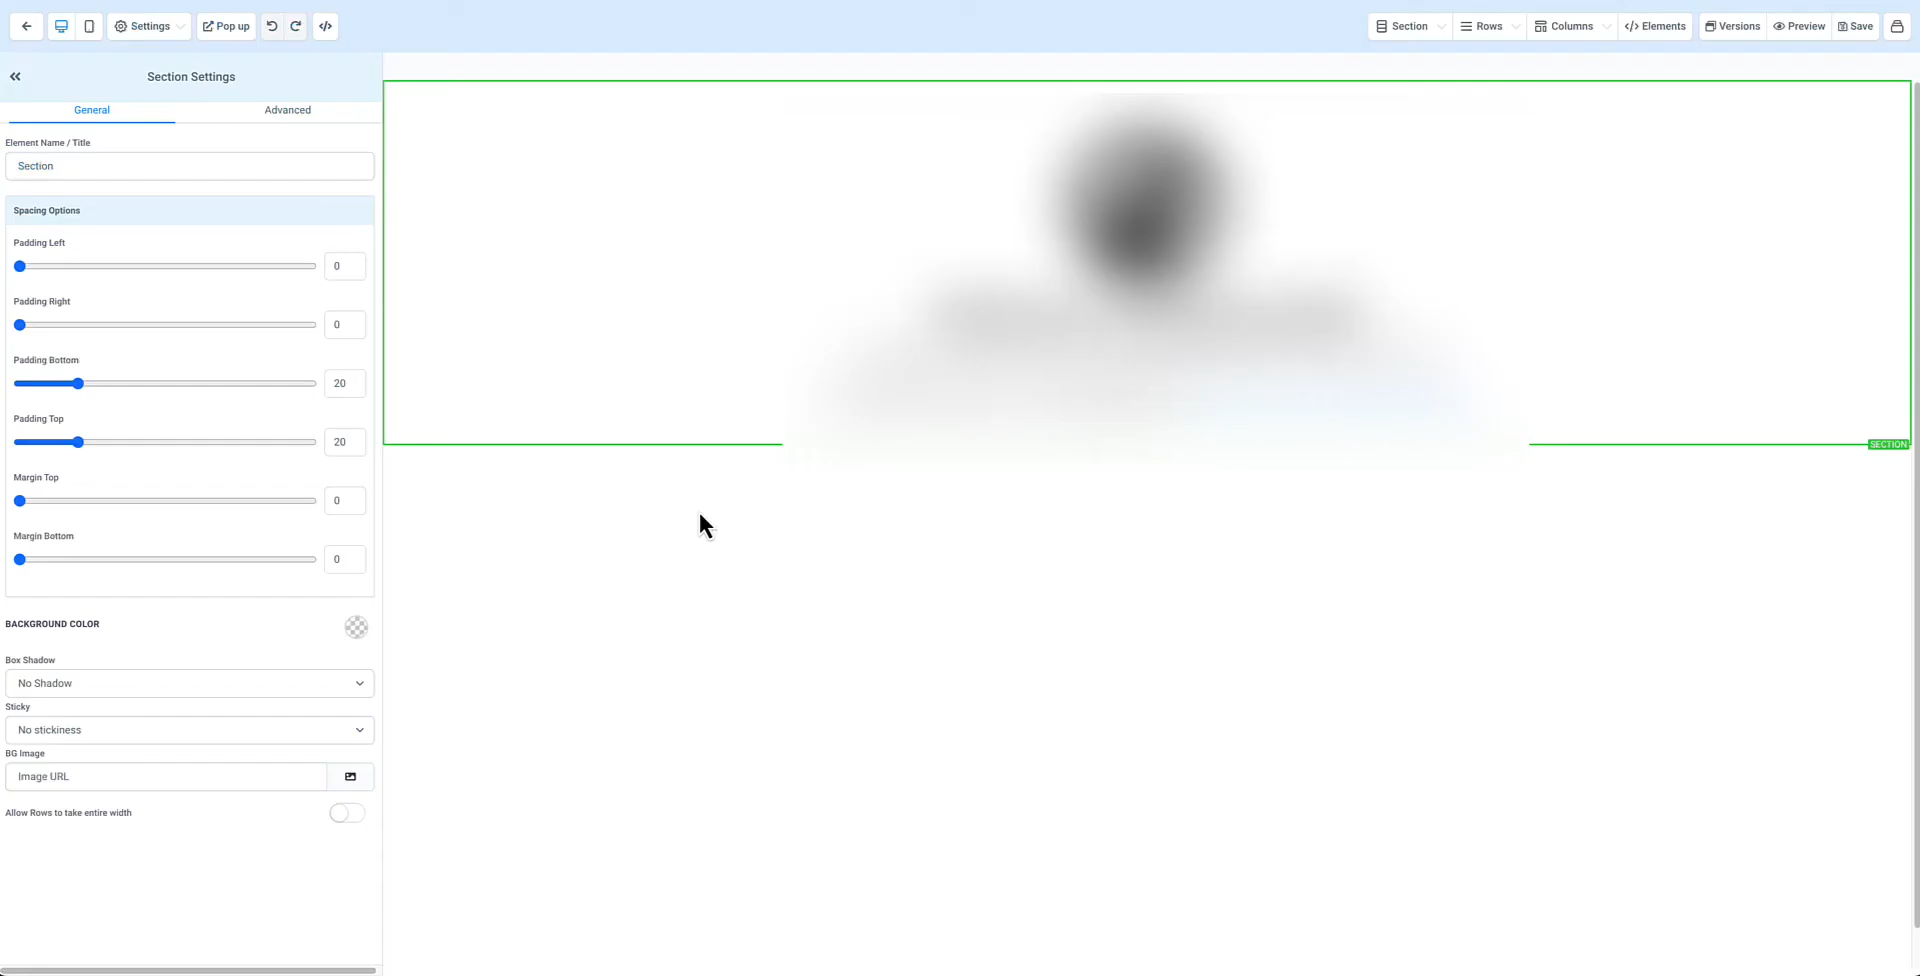 Settings
Pop up
Section
Rows
Columns
</>Elements
Versions
Preview
Save
Section Settings
General
Advanced
Element Name / Title
Section
Spacing Options
Padding Left
0
Padding Right
0
Padding Bottom
20
Padding Top
20
Margin Top
0
Margin Bottom
0
BACKGROUND COLOR
Box Shadow
No Shadow
Sticky
No stickiness
BG Image
Image URL
Allow Rows to take entire width
SECTION